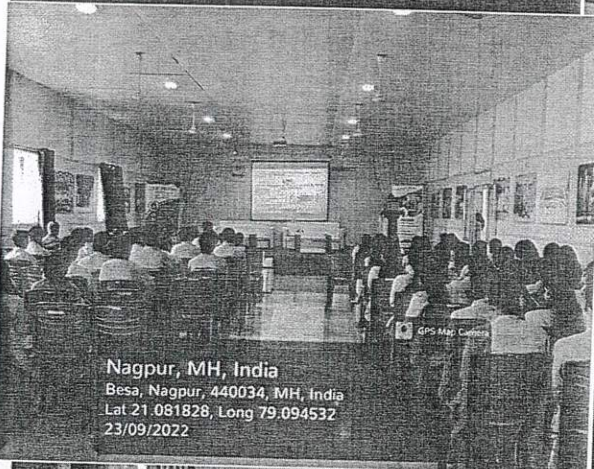 GPS Map Camera
Nagpur, MH, India
Besa, Nagpur, 440034, MH, India
Lat 21.081828, Long 79.094532
23/09/2022